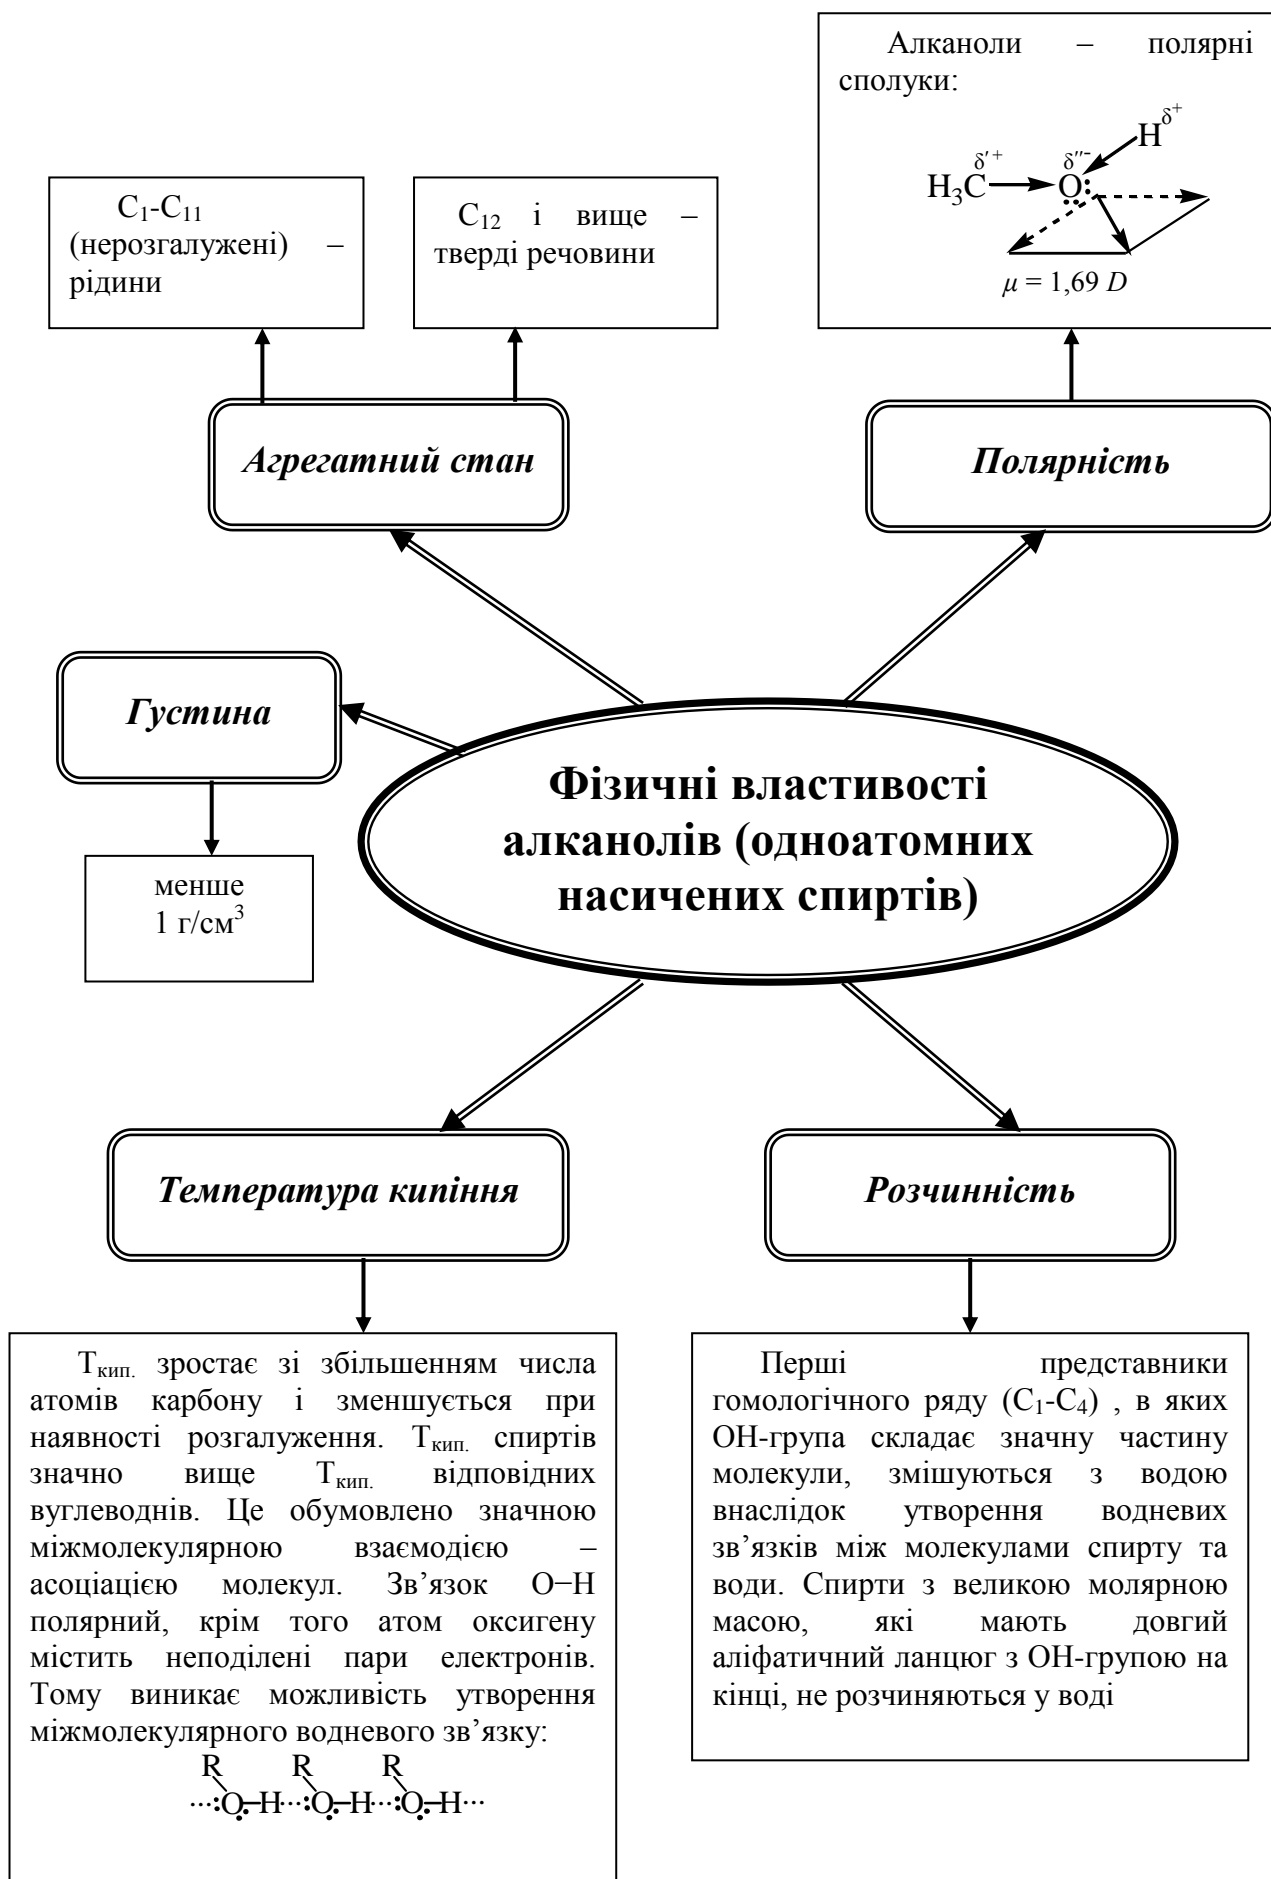 Алканоли – полярні
сполуки:
H₃C δ′⁺ O δ″⁻ H δ⁺
μ = 1,69 D
C₁-C₁₁
(нерозгалужені) –
рідини
C₁₂ і вище –
тверді речовини
Агрегатний стан
Полярність
Густина
менше
1 г/см³
Фізичні властивості
алканолів (одноатомних
насичених спиртів)
Температура кипіння
Розчинність
Ткип. зростає зі збільшенням числа
атомів карбону і зменшується при
наявності розгалуження. Ткип. спиртів
значно вище Ткип. відповідних
вуглеводнів. Це обумовлено значною
міжмолекулярною взаємодією –
асоціацією молекул. Зв’язок О−Н
полярний, крім того атом оксигену
містить неподілені пари електронів.
Тому виникає можливість утворення
міжмолекулярного водневого зв’язку:
R R R
···:O–H···:O–H···:O–H···
Перші представники
гомологічного ряду (C₁-C₄) , в яких
ОН-група складає значну частину
молекули, змішуються з водою
внаслідок утворення водневих
зв’язків між молекулами спирту та
води. Спирти з великою молярною
масою, які мають довгий
аліфатичний ланцюг з ОН-групою на
кінці, не розчиняються у воді